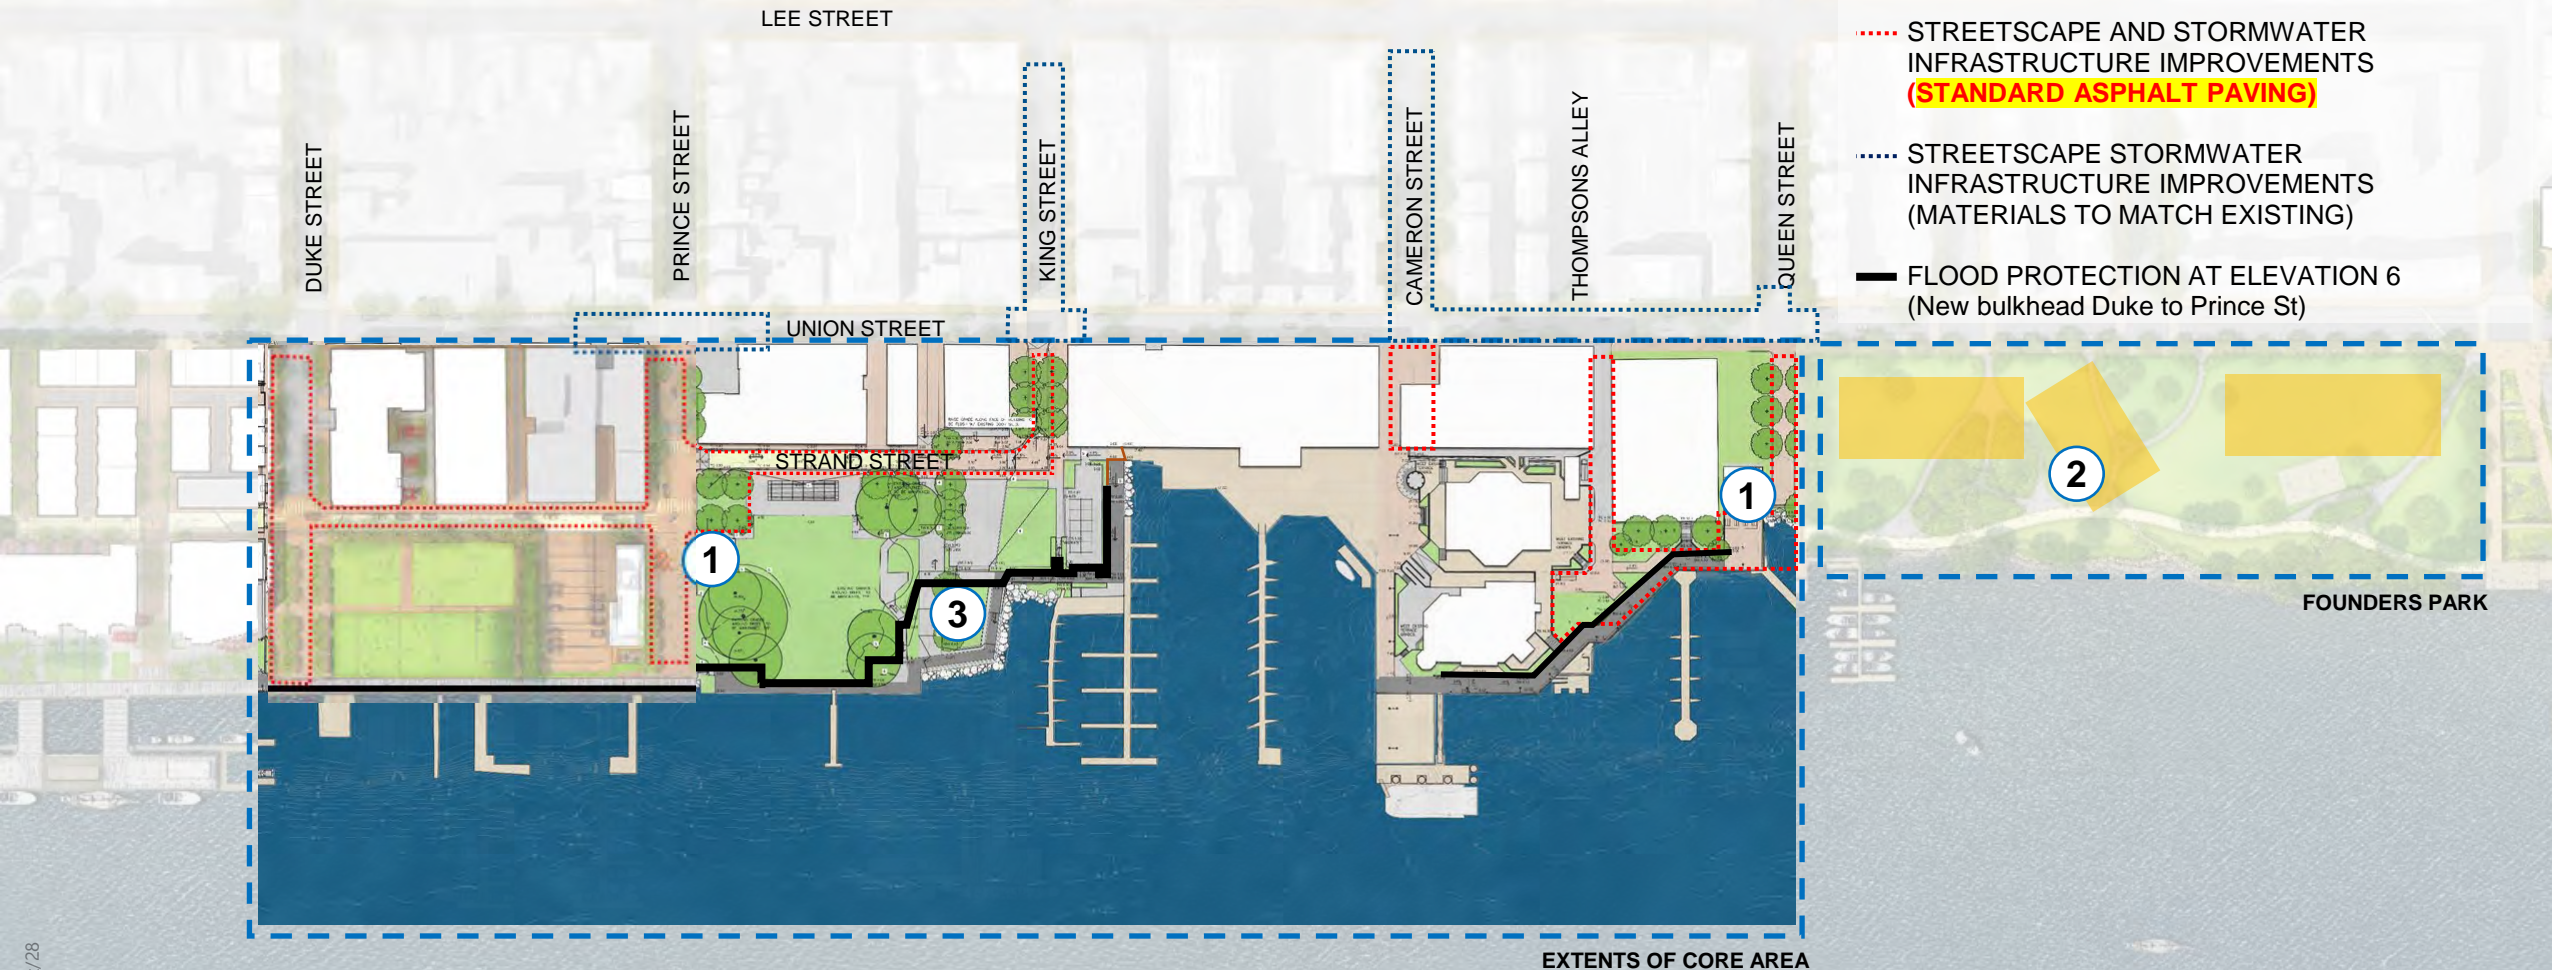 LEE STREET
STREETSCAPE AND STORMWATER
INFRASTRUCTURE IMPROVEMENTS
(STANDARD ASPHALT PAVING)
STREETSCAPE STORMWATER
INFRASTRUCTURE IMPROVEMENTS
(MATERIALS TO MATCH EXISTING)
FLOOD PROTECTION AT ELEVATION 6
(New bulkhead Duke to Prince St)
DUKE STREET
PRINCE STREET
KING STREET
CAMERON STREET
THOMPSONS ALLEY
QUEEN STREET
UNION STREET
STRAND STREET
1
1
2
3
FOUNDERS PARK
EXTENTS OF CORE AREA
/28